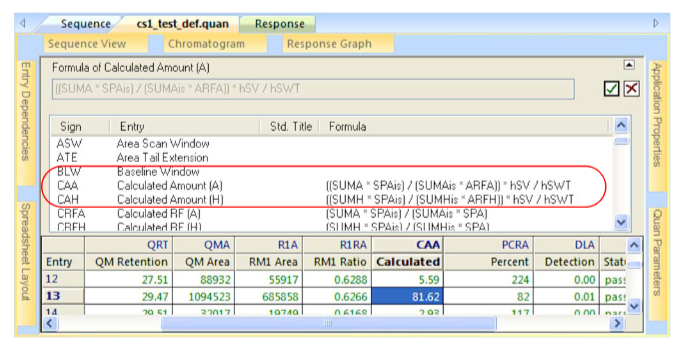 Sequence cs1_test_def.quan Response
Sequence View Chromatogram Response Graph
Entry Dependencies
Spreadsheet Layout
Application Properties
Quan Parameters
Formula of Calculated Amount (A)
((SUMA * SPAis) / (SUMAis * ARFA)) * hSV / hSWT
Sign Entry Std. Title Formula
ASW Area Scan Window
ATE Area Tail Extension
BLW Baseline Window
CAA Calculated Amount (A) ((SUMA * SPAis) / (SUMAis * ARFA)) * hSV / hSWT
CAH Calculated Amount (H) ((SUMH * SPAis) / (SUMHis * ARFH)) * hSV / hSWT
CRFA Calculated RF (A) (SUMA * SPAis) / (SUMAis * SPA)
CRFH Calculated RF (H) (SUMH * SPAis) / (SUMHis * SPA)
QRT QMA R1A R1RA CAA PCRA DLA
Entry QM Retention QM Area RM1 Area RM1 Ratio Calculated Percent Detection Stat
12 27.51 88932 55917 0.6288 5.59 224 0.00 pass
13 29.47 1094523 685858 0.6266 81.62 82 0.01 pass
14 29.51 32017 19749 0.6168 2.93 117 0.00 pass